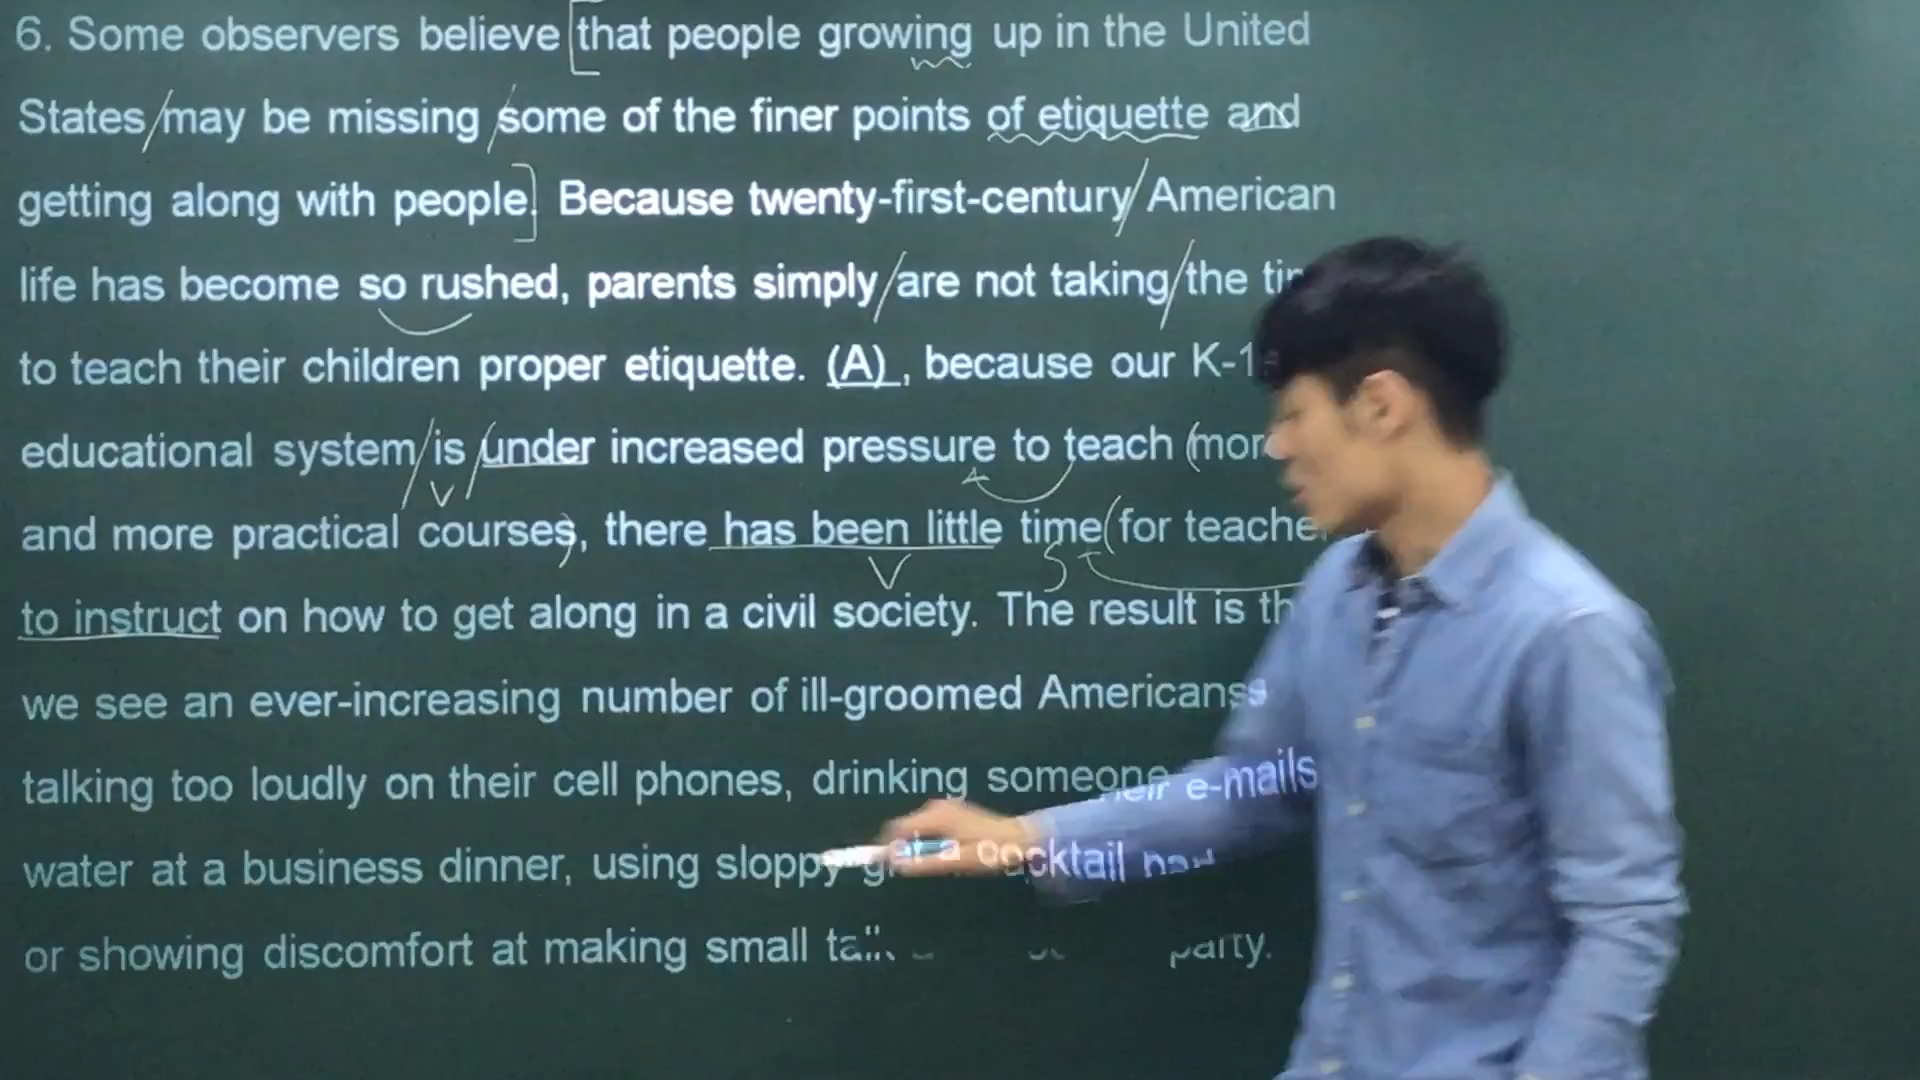 6. Some observers believe that people growing up in the United
States may be missing some of the finer points of etiquette and
getting along with people. Because twenty-first-century American
life has become so rushed, parents simply are not taking the
to teach their children proper etiquette. (A) , because our
educational system is under increased pressure to teach
and more practical courses, there has been little time for
to instruct on how to get along in a civil society. The result is
we see an ever-increasing number of ill-groomed Americans
talking too loudly on their cell phones, drinking e-mails
water at a business dinner, using a cocktail
or showing discomfort at making small party.
V
V S